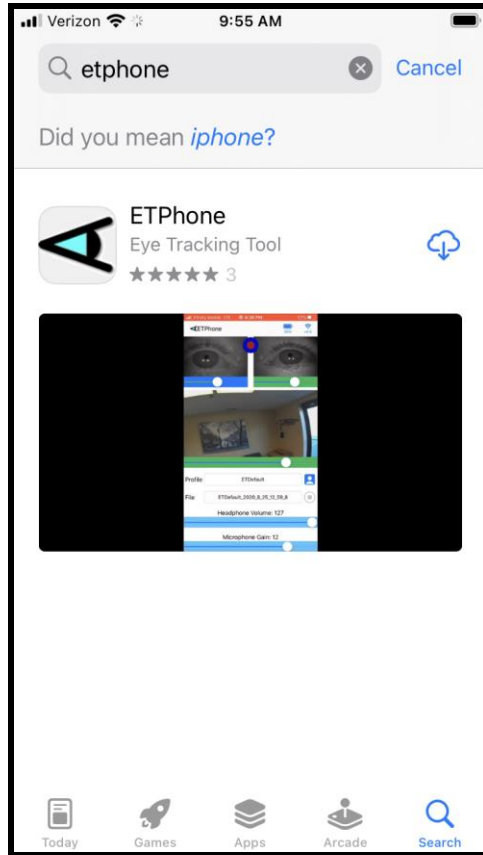 Verizon
9:55 AM
etphone
Cancel
Did you mean iphone?
ETPhone
Eye Tracking Tool
3
ETPhone
Profile
ETDefault
File
ETDefault_2020_8_25_12_59_8
Headphone Volume: 127
Microphone Gain: 12
Today
Games
Apps
Arcade
Search